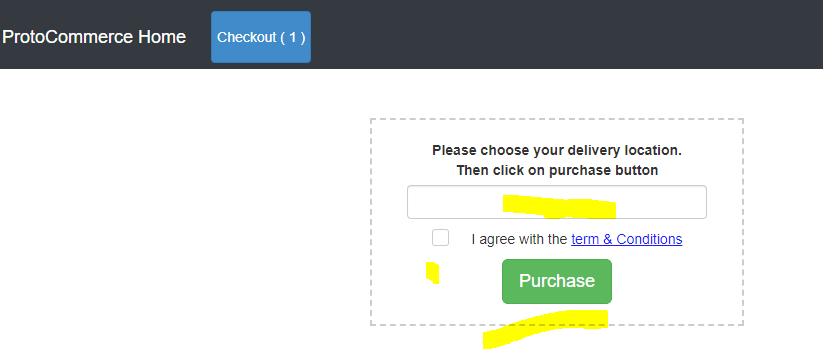 ProtoCommerce Home
Checkout ( 1 )
Please choose your delivery location.
Then click on purchase button
I agree with the term & Conditions
Purchase